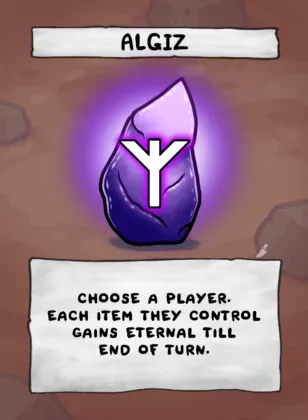 ALGIZ
ᛉ
CHOOSE A PLAYER.
EACH ITEM THEY CONTROL
GAINS ETERNAL TILL
END OF TURN.